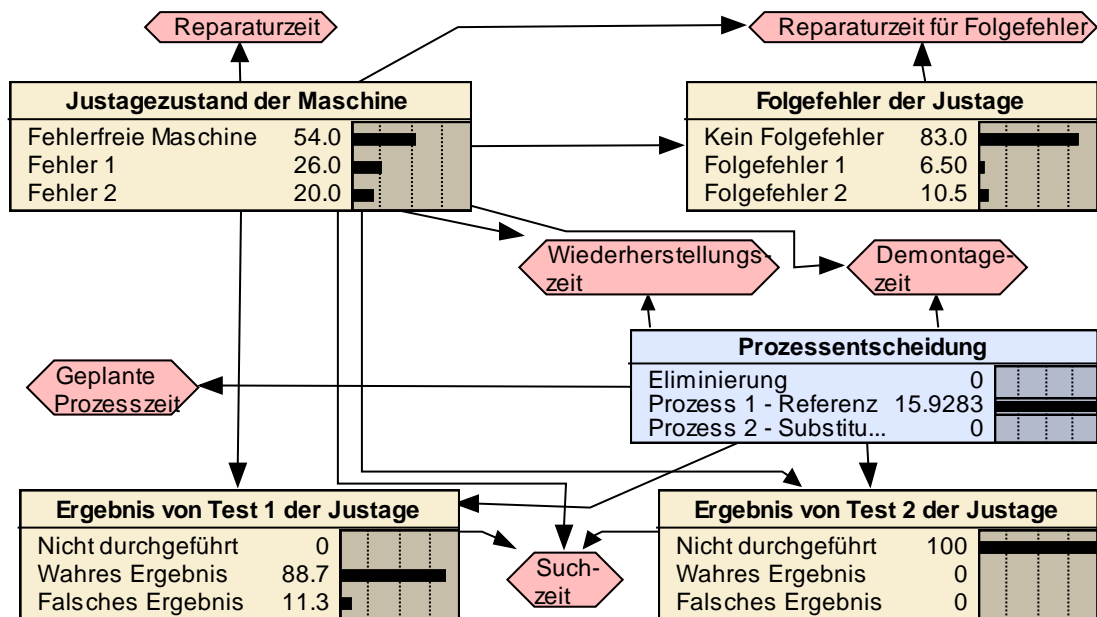 Reparaturzeit
Reparaturzeit für Folgefehler
Justagezustand der Maschine
Fehlerfreie Maschine 54.0
Fehler 1 26.0
Fehler 2 20.0
Folgefehler der Justage
Kein Folgefehler 83.0
Folgefehler 1 6.50
Folgefehler 2 10.5
Wiederherstellungs-
zeit
Demontage-
zeit
Prozessentscheidung
Eliminierung 0
Prozess 1 - Referenz 15.9283
Prozess 2 - Substitu... 0
Geplante
Prozesszeit
Ergebnis von Test 1 der Justage
Nicht durchgeführt 0
Wahres Ergebnis 88.7
Falsches Ergebnis 11.3
Such-
zeit
Ergebnis von Test 2 der Justage
Nicht durchgeführt 100
Wahres Ergebnis 0
Falsches Ergebnis 0